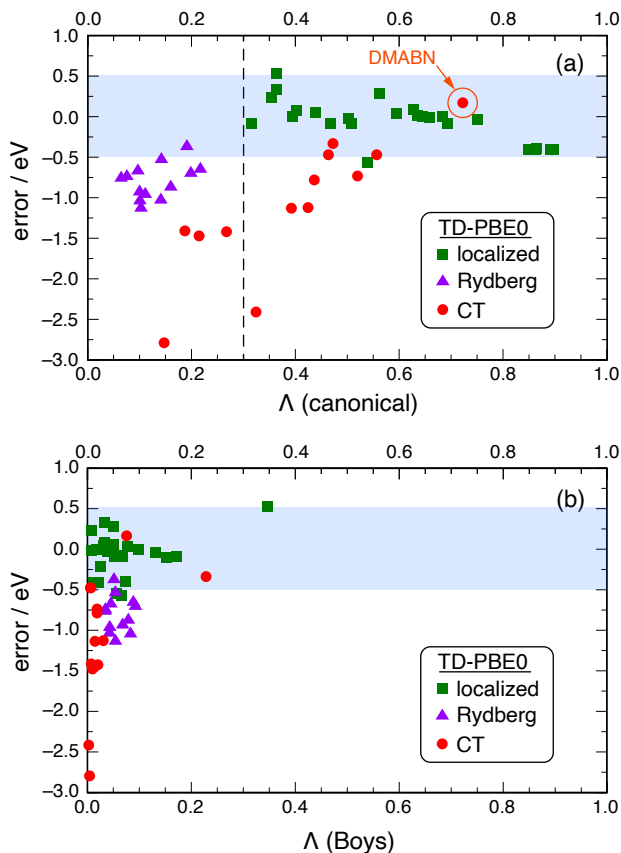 0.0 0.2 0.4 0.6 0.8 1.0
1.0
0.5
0.0
−0.5
−1.0
−1.5
−2.0
−2.5
−3.0
error / eV
(a)
DMABN
TD-PBE0
localized
Rydberg
CT
0.0 0.2 0.4 0.6 0.8 1.0
Λ (canonical)
0.0 0.2 0.4 0.6 0.8 1.0
1.0
0.5
0.0
−0.5
−1.0
−1.5
−2.0
−2.5
−3.0
error / eV
(b)
TD-PBE0
localized
Rydberg
CT
0.0 0.2 0.4 0.6 0.8 1.0
Λ (Boys)